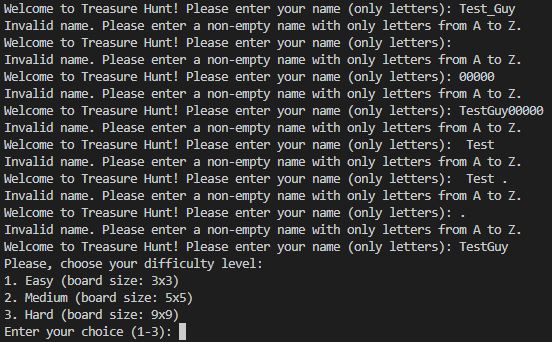 Welcome to Treasure Hunt! Please enter your name (only letters): Test_Guy
Invalid name. Please enter a non-empty name with only letters from A to Z.
Welcome to Treasure Hunt! Please enter your name (only letters):
Invalid name. Please enter a non-empty name with only letters from A to Z.
Welcome to Treasure Hunt! Please enter your name (only letters): 00000
Invalid name. Please enter a non-empty name with only letters from A to Z.
Welcome to Treasure Hunt! Please enter your name (only letters): TestGuy00000
Invalid name. Please enter a non-empty name with only letters from A to Z.
Welcome to Treasure Hunt! Please enter your name (only letters):  Test
Invalid name. Please enter a non-empty name with only letters from A to Z.
Welcome to Treasure Hunt! Please enter your name (only letters):  Test .
Invalid name. Please enter a non-empty name with only letters from A to Z.
Welcome to Treasure Hunt! Please enter your name (only letters): .
Invalid name. Please enter a non-empty name with only letters from A to Z.
Welcome to Treasure Hunt! Please enter your name (only letters): TestGuy
Please, choose your difficulty level:
1. Easy (board size: 3x3)
2. Medium (board size: 5x5)
3. Hard (board size: 9x9)
Enter your choice (1-3):